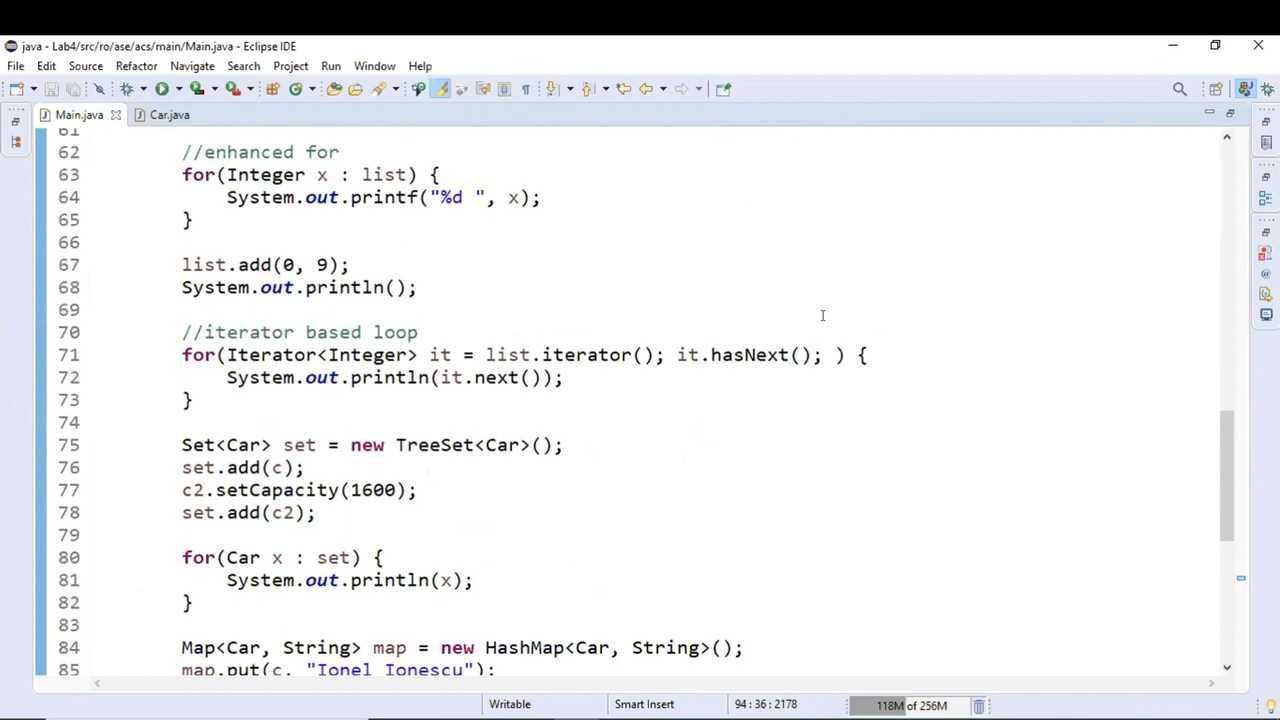 java - Lab4/src/ro/ase/acs/main/Main.java - Eclipse IDE
File Edit Source Refactor Navigate Search Project Run Window Help
Main.java Car.java
61
62 //enhanced for
63 for(Integer x : list) {
64 System.out.printf("%d ", x);
65 }
66
67 list.add(0, 9);
68 System.out.println();
69
70 //iterator based loop
71 for(Iterator<Integer> it = list.iterator(); it.hasNext(); ) {
72 System.out.println(it.next());
73 }
74
75 Set<Car> set = new TreeSet<Car>();
76 set.add(c);
77 c2.setCapacity(1600);
78 set.add(c2);
79
80 for(Car x : set) {
81 System.out.println(x);
82 }
83
84 Map<Car, String> map = new HashMap<Car, String>();
85 map.put(c, "Ionel Ionescu");
Writable Smart Insert 94 : 36 : 2178 118M of 256M